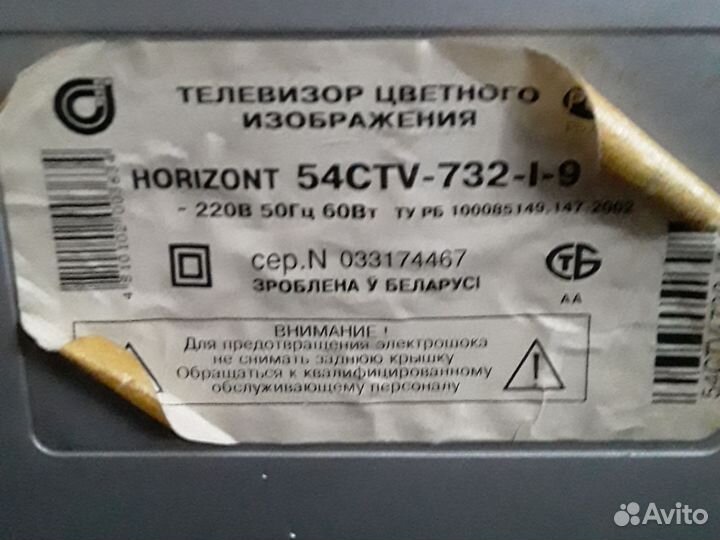 ТЕЛЕВИЗОР ЦВЕТНОГО
ИЗОБРАЖЕНИЯ
HORIZONT 54CTV-732-I-9
~ 220В 50Гц 60Вт ТУ РБ 100085149.147-2002
сер.N 033174467
ЗРОБЛЕНА Ў БЕЛАРУСІ
СТБ
АА
ВНИМАНИЕ !
Для предотвращения электрошока
не снимать заднюю крышку
Обращаться к квалифицированному
обслуживающему персоналу
Avito